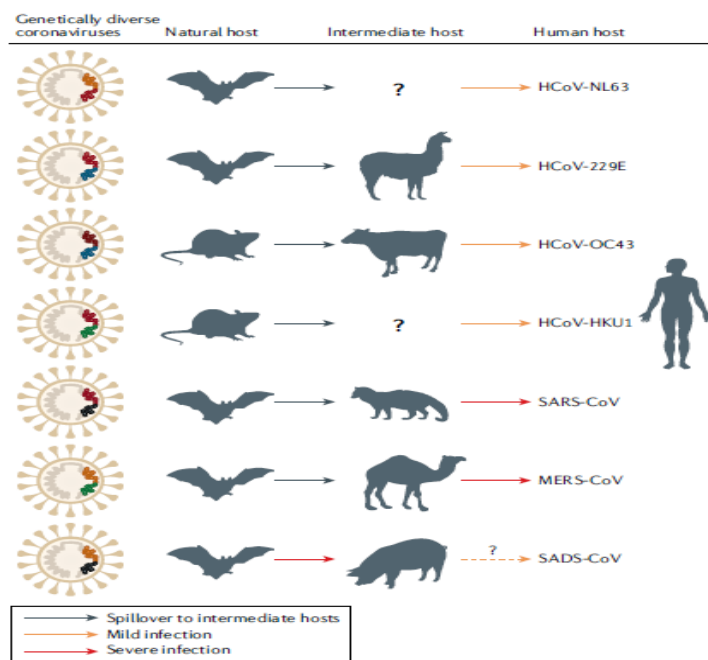 Genetically diverse
coronaviruses
Natural host
Intermediate host
Human host
?
HCoV-NL63
HCoV-229E
HCoV-OC43
?
HCoV-HKU1
SARS-CoV
MERS-CoV
?
SADS-CoV
Spillover to intermediate hosts
Mild infection
Severe infection